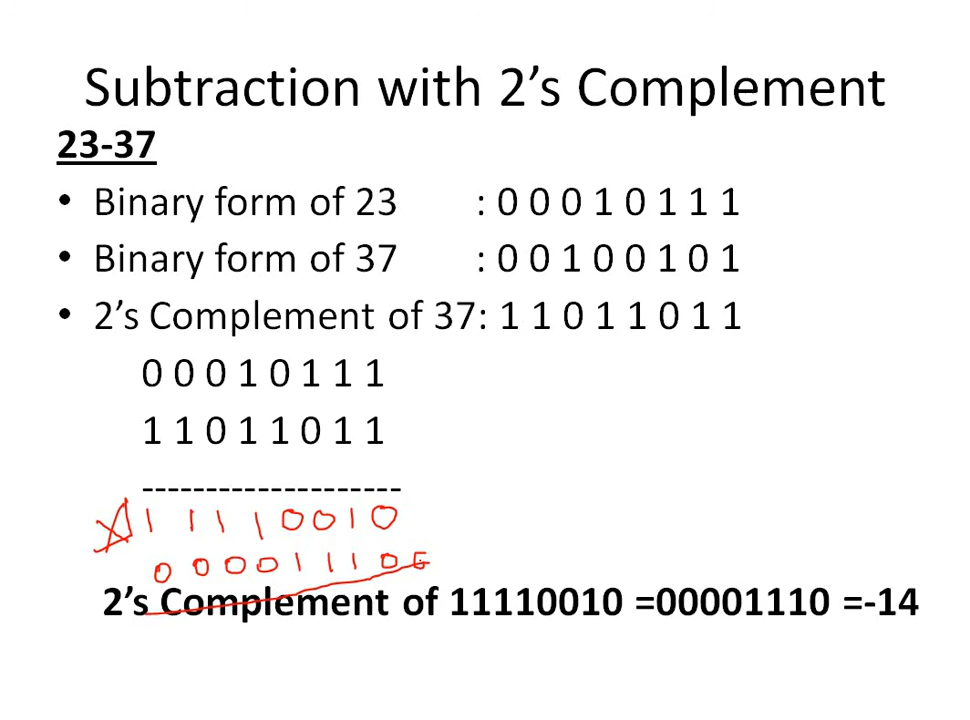 Subtraction with 2's Complement
23-37
• Binary form of 23 : 0 0 0 1 0 1 1 1
• Binary form of 37 : 0 0 1 0 0 1 0 1
• 2's Complement of 37: 1 1 0 1 1 0 1 1
0 0 0 1 0 1 1 1
1 1 0 1 1 0 1 1
--------------------
1 1 1 1 0 0 1 0
0 0 0 0 1 1 1 0
2's Complement of 11110010 =00001110 =-14